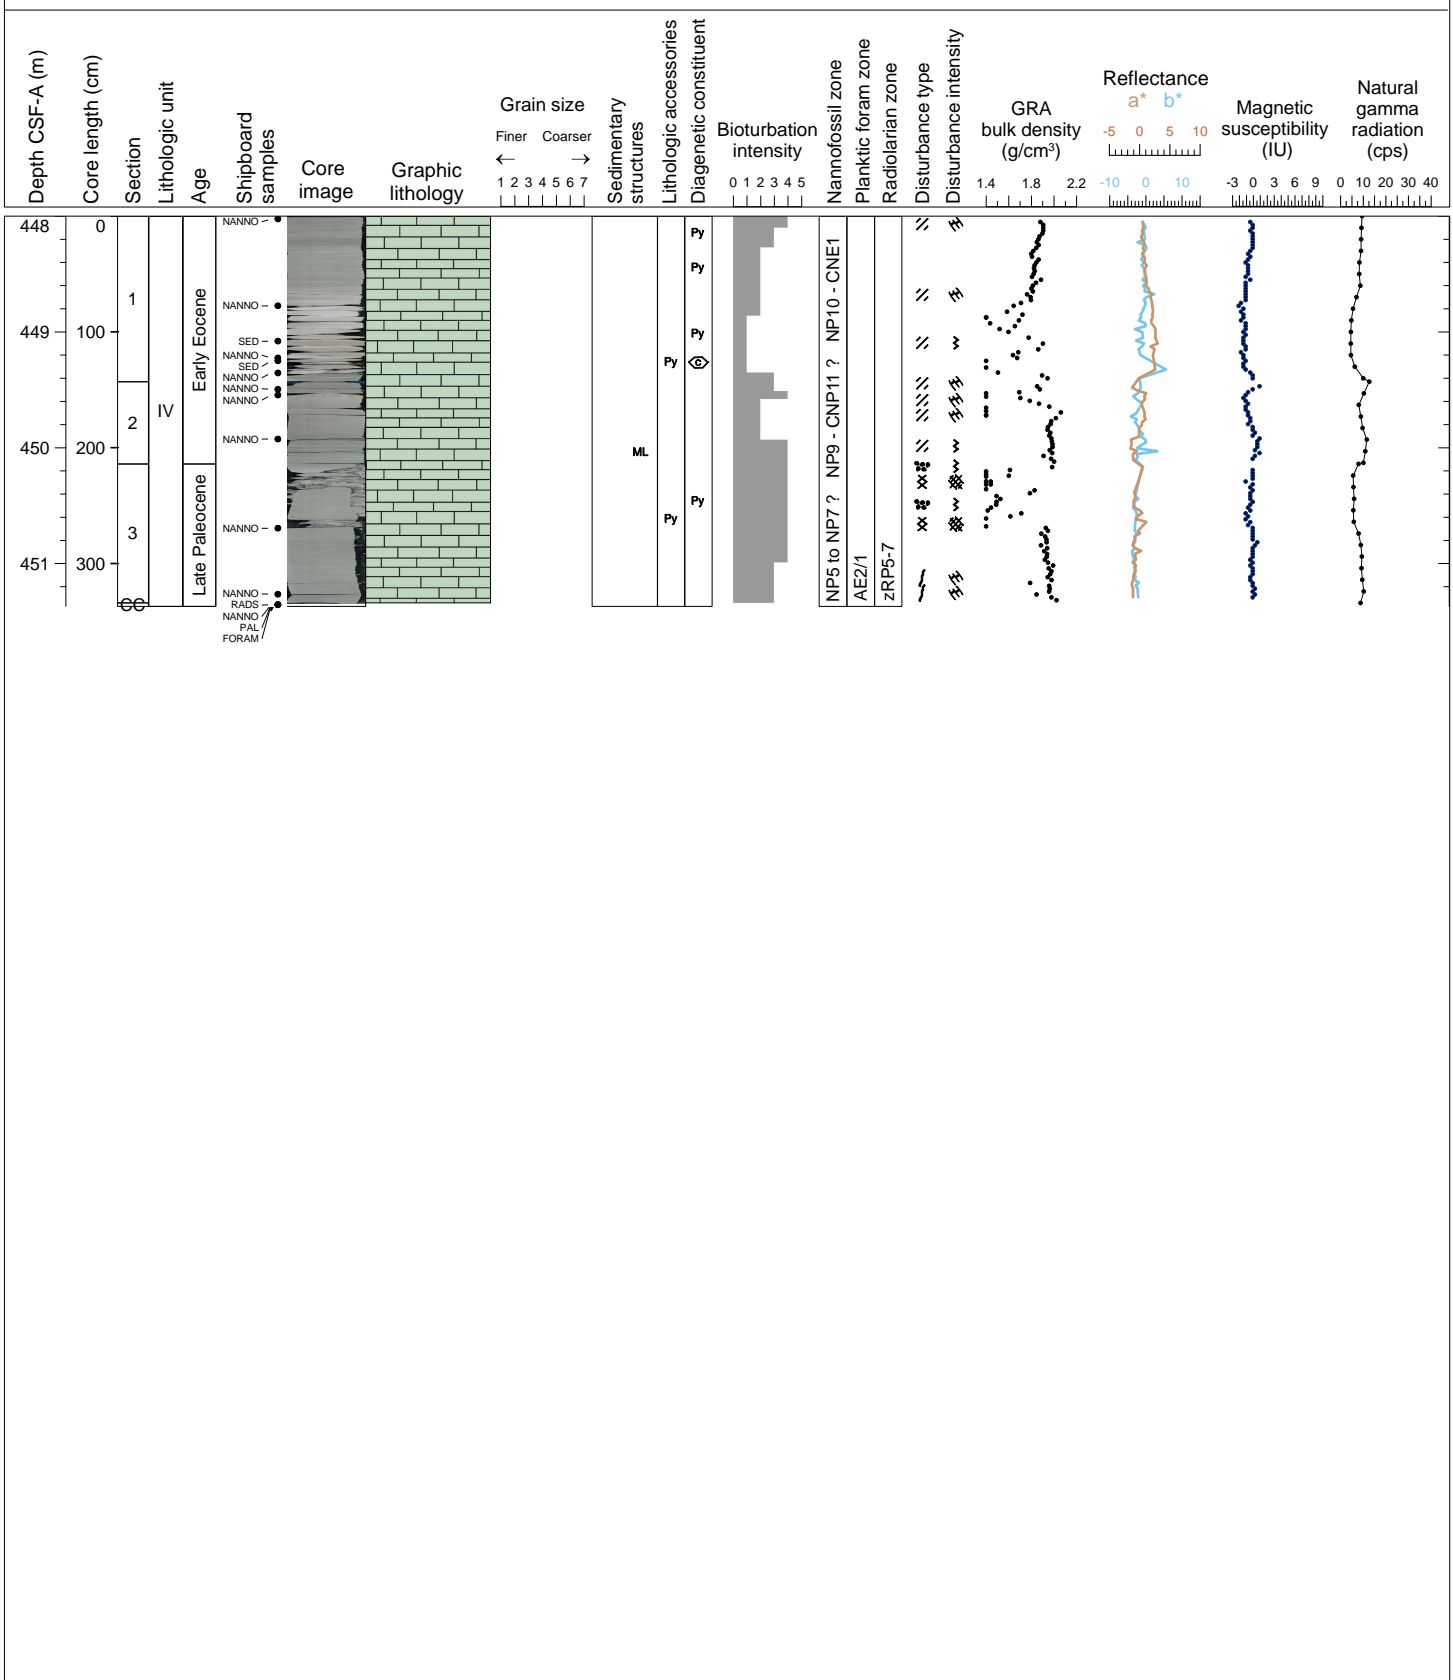 Depth CSF-A (m)
Core length (cm)
Section
Lithologic unit
Age
Shipboard
samples
Core
image
Graphic
lithology
Grain size
Finer Coarser
← →
1 2 3 4 5 6 7
Sedimentary
structures
Lithologic accessories
Diagenetic constituent
Bioturbation
intensity
0 1 2 3 4 5
Nannofossil zone
Planktic foram zone
Radiolarian zone
Disturbance type
Disturbance intensity
GRA
bulk density
(g/cm³)
1.4 1.8 2.2
Reflectance
a* b*
-5 0 5 10
-10 0 10
Magnetic
susceptibility
(IU)
-3 0 3 6 9
Natural
gamma
radiation
(cps)
0 10 20 30 40
448
449
450
451
0
100
200
300
1
2
3
CC
IV
Early Eocene
Late Paleocene
NANNO
NANNO
SED
NANNO
SED
NANNO
NANNO
NANNO
NANNO
NANNO
NANNO
RADS
NANNO
PAL
FORAM
ML
Py
Py
Py
Py
Py
C
Py
NP5 to NP7 ? NP9 - CNP11 ? NP10 - CNE1
AE2/1
zRP5-7